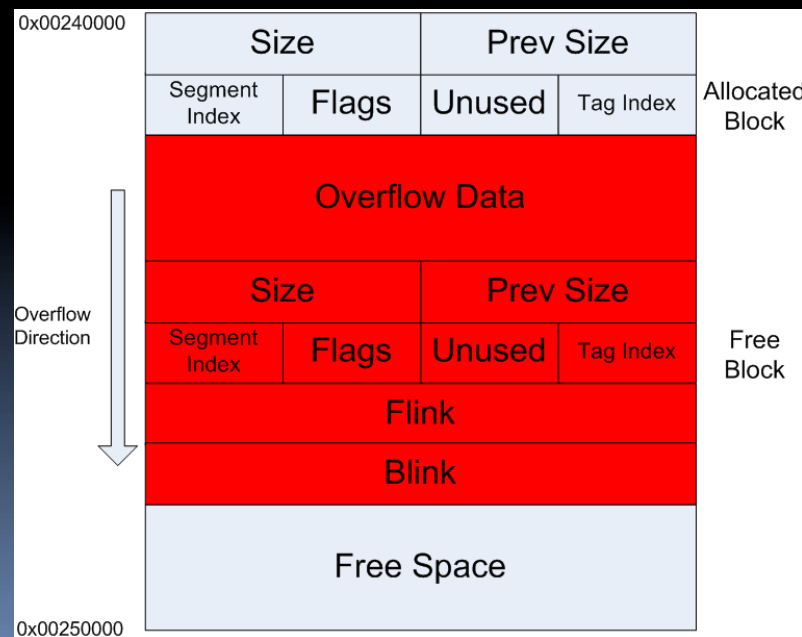 0x00240000
Size
Prev Size
Segment
Index
Flags
Unused
Tag Index
Allocated
Block
Overflow Data
Overflow
Direction
Size
Prev Size
Segment
Index
Flags
Unused
Tag Index
Free
Block
Flink
Blink
Free Space
0x00250000